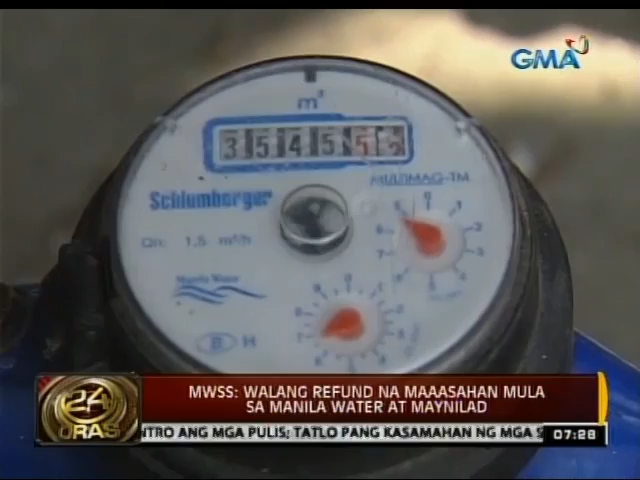 GMA
m³
35455
MULTIMAG-TM
Schlumberger
Qn: 1,5 m³/h
Manila Water
B H
MWSS: WALANG REFUND NA MAAASAHAN MULA
SA MANILA WATER AT MAYNILAD
24 ORAS
NTRO ANG MGA PULIS; TATLO PANG KASAMAHAN NG MGA S
07:28